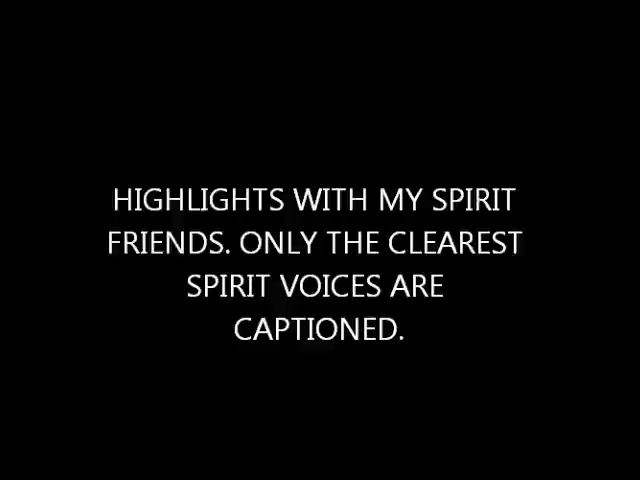 HIGHLIGHTS WITH MY SPIRIT
FRIENDS. ONLY THE CLEAREST
SPIRIT VOICES ARE
CAPTIONED.